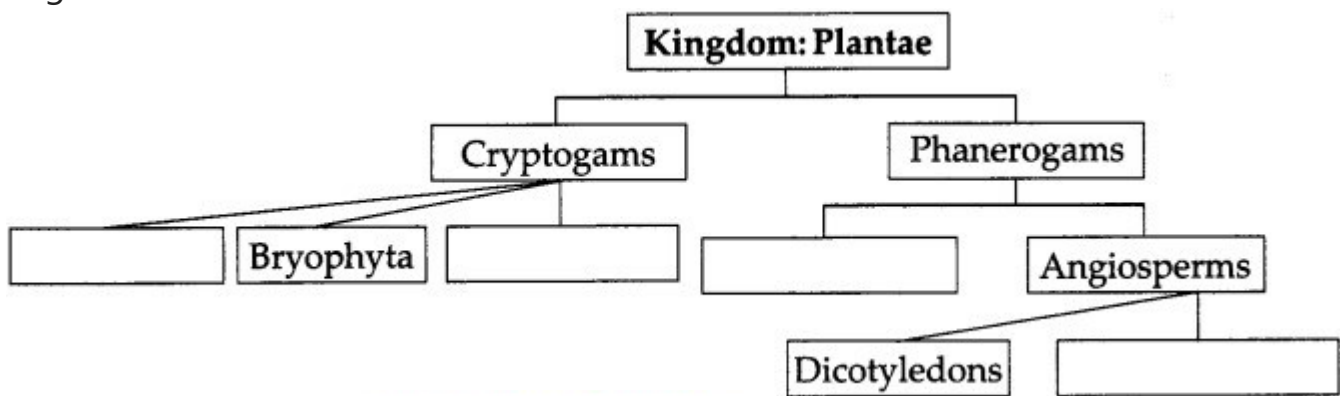 Kingdom: Plantae
Cryptogams
Phanerogams
Bryophyta
Angiosperms
Dicotyledons